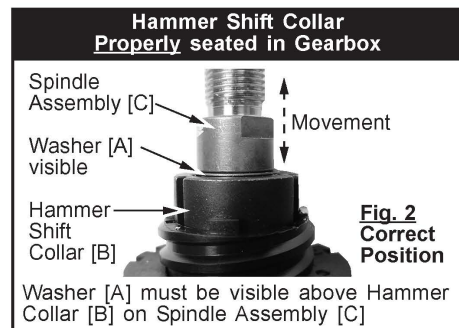 Hammer Shift Collar
Properly seated in Gearbox
Spindle
Assembly [C]
Movement
Washer [A]
visible
Hammer
Shift
Collar [B]
Fig. 2
Correct
Position
Washer [A] must be visible above Hammer
Collar [B] on Spindle Assembly [C]